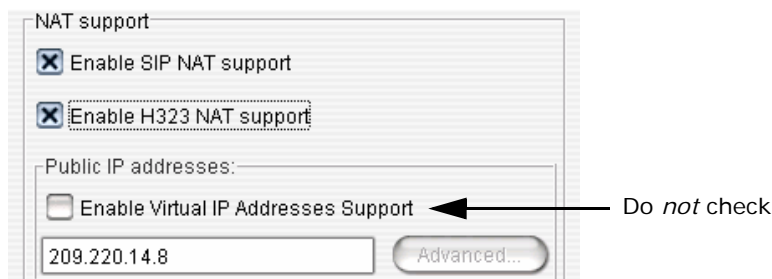 NAT support
Enable SIP NAT support
Enable H323 NAT support
Public IP addresses:
Enable Virtual IP Addresses Support
Do not check
209.220.14.8
Advanced...